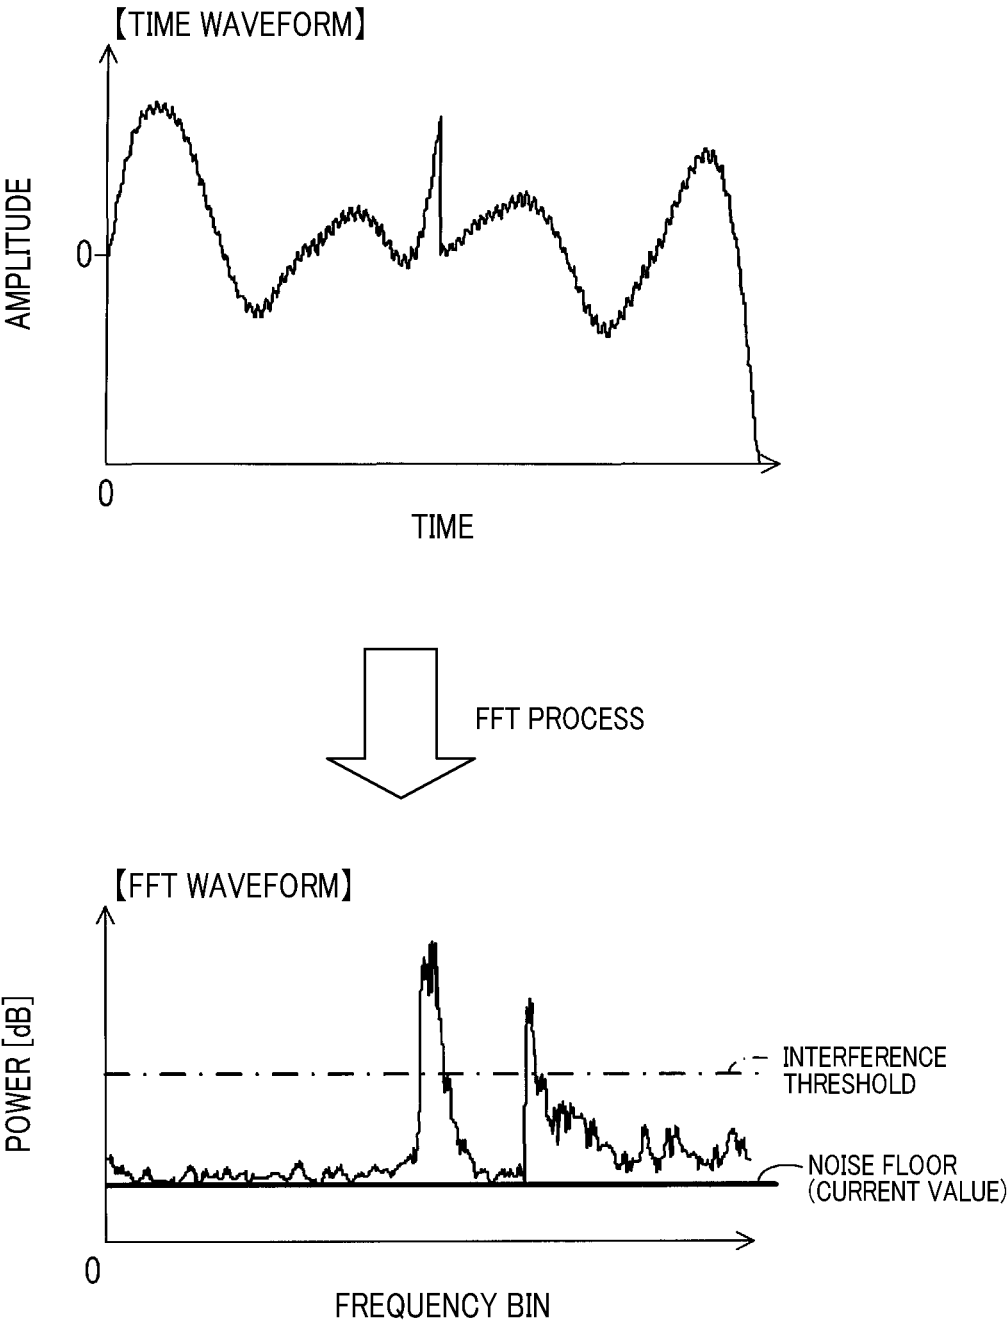 【TIME WAVEFORM】
AMPLITUDE
0
0
TIME
FFT PROCESS
【FFT WAVEFORM】
POWER [dB]
INTERFERENCE
THRESHOLD
NOISE FLOOR
(CURRENT VALUE)
0
FREQUENCY BIN